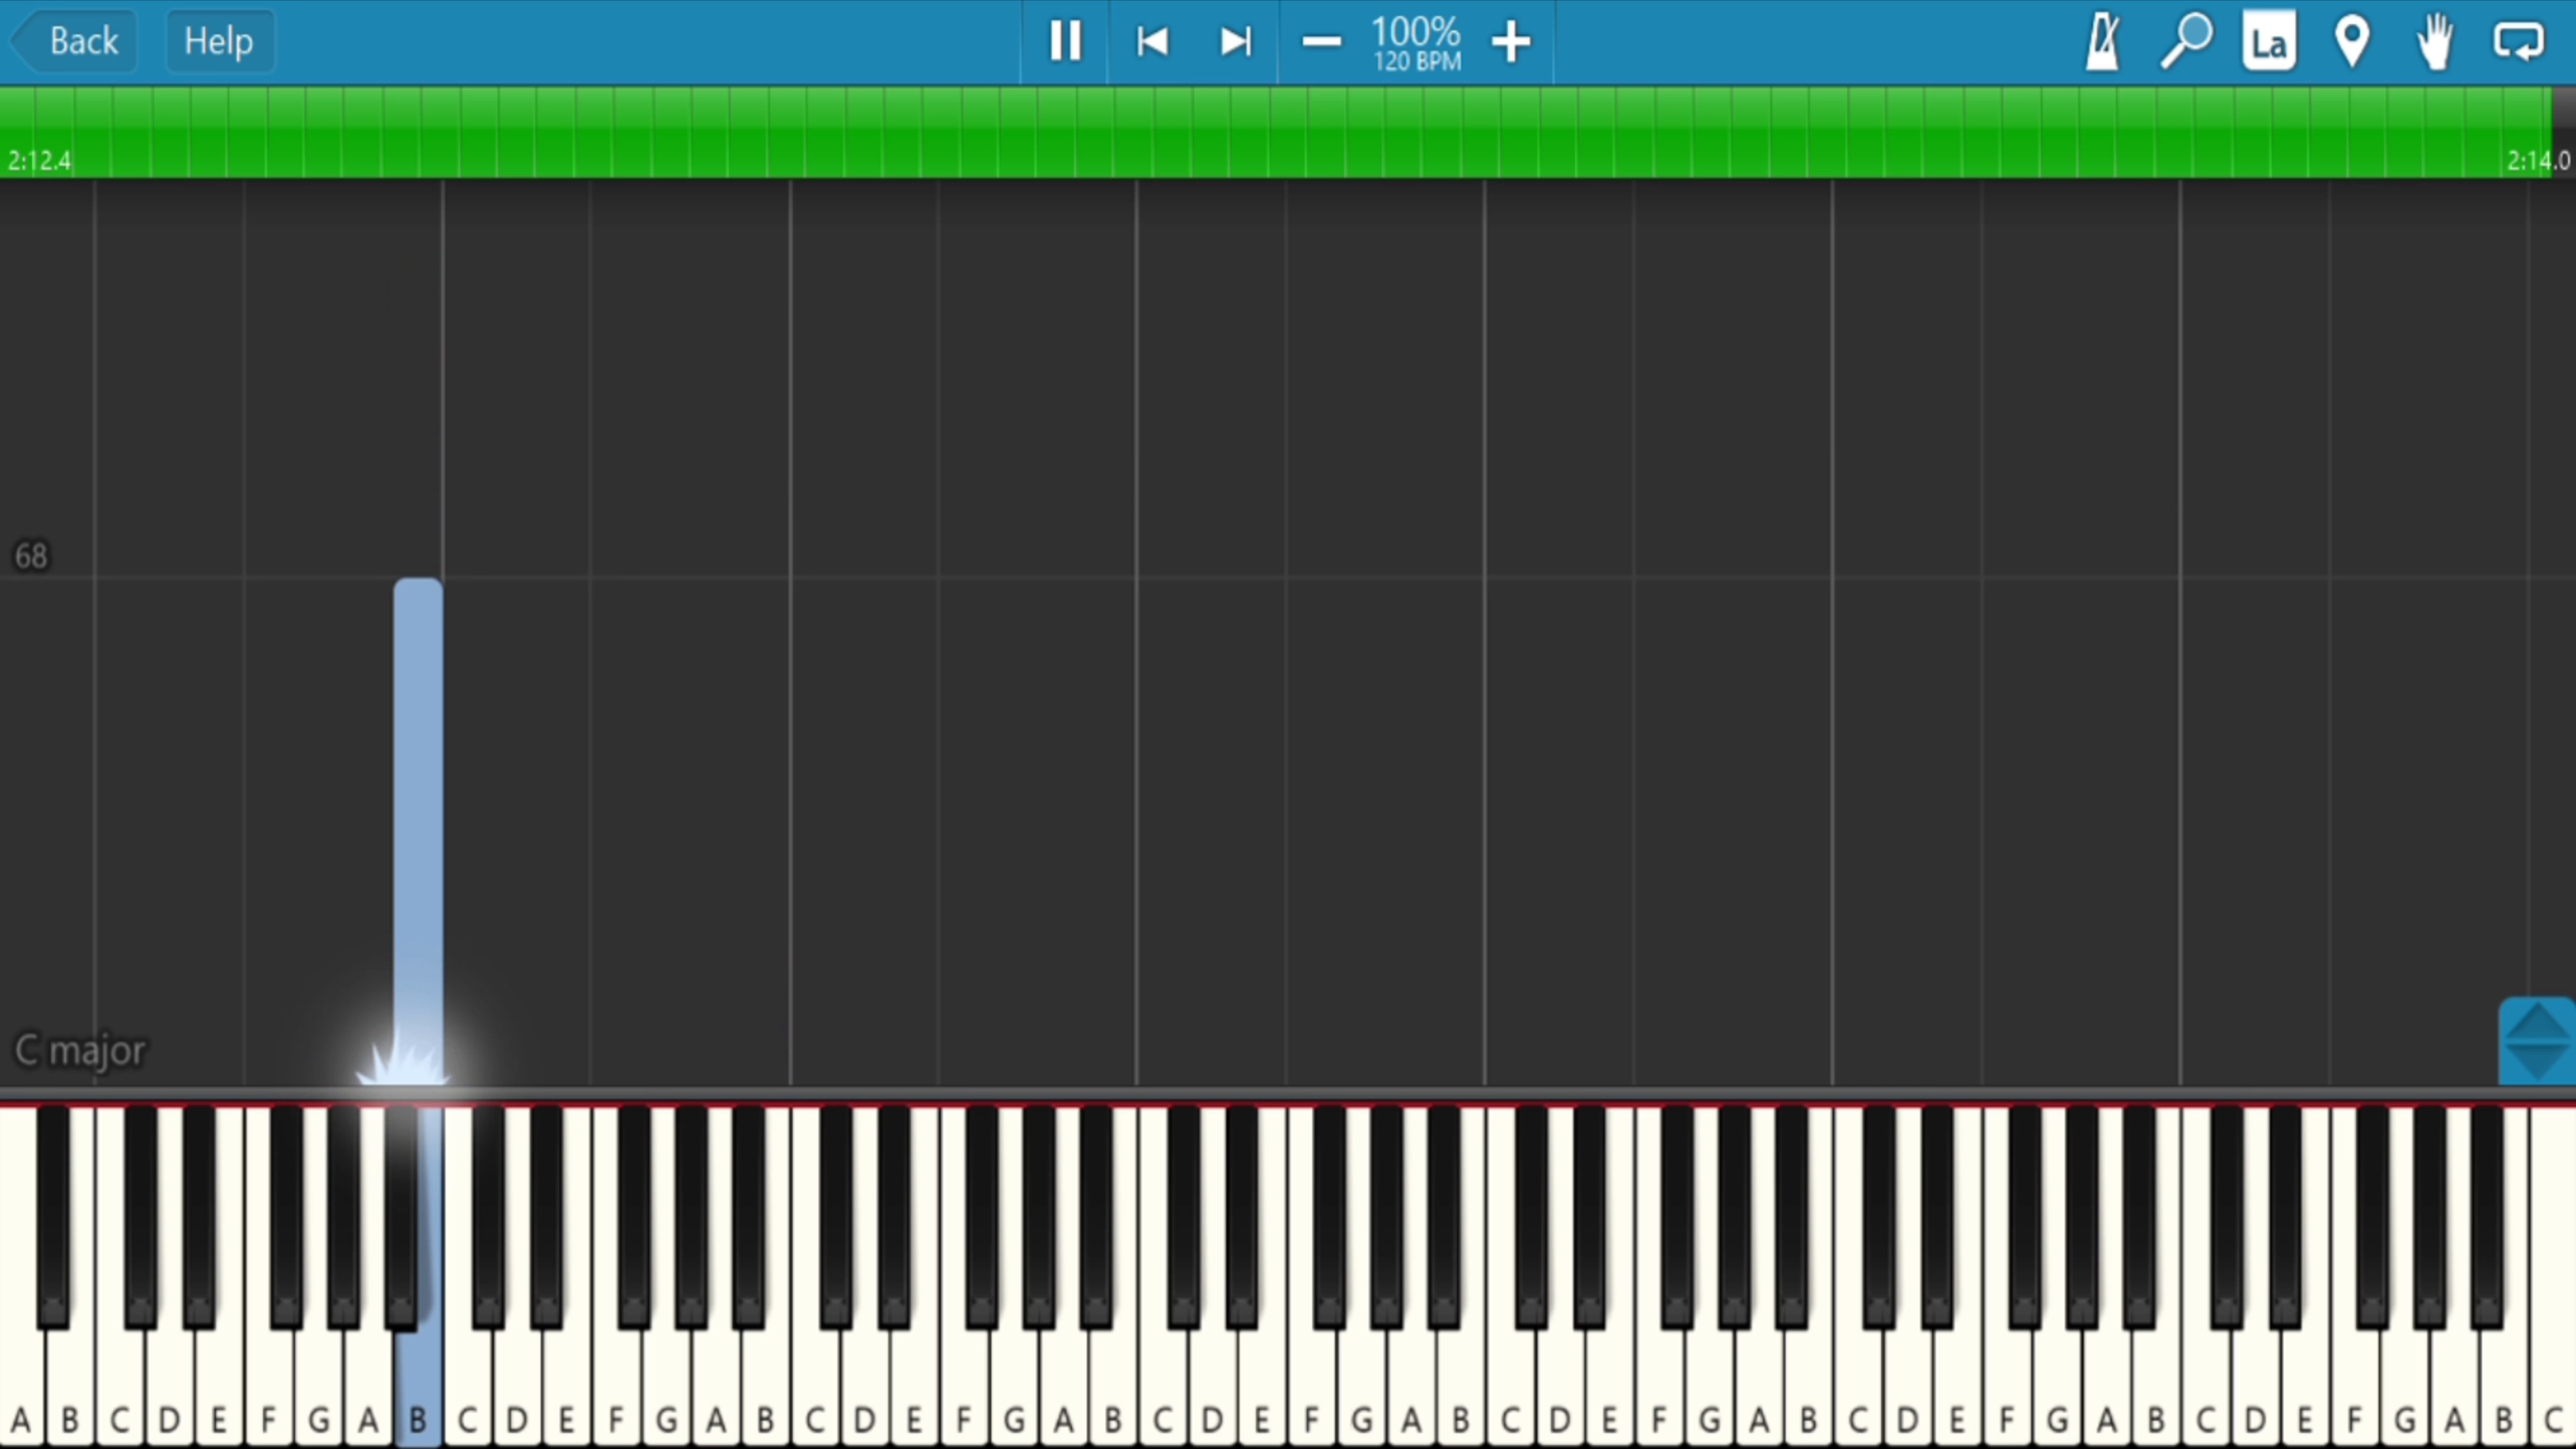 Back Help 100% La
120 BPM
2:12.4 2:14.0
68
C major
A B C D E F G A B C D E F G A B C D E F G A B C D E F G A B C D E F G A B C D E F G A B C D E F G A B C